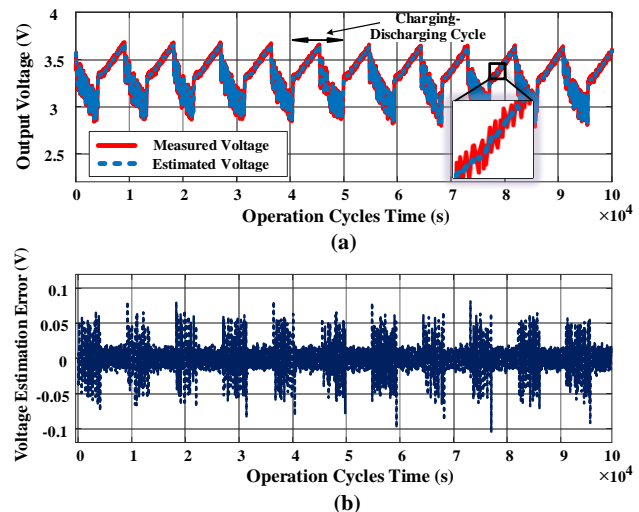 Charging-
Discharging Cycle
Output Voltage (V)
4
3.5
3
2.5
Measured Voltage
Estimated Voltage
0 1 2 3 4 5 6 7 8 9 10
×10⁴
Operation Cycles Time (s)
(a)
Voltage Estimation Error (V)
0.1
0.05
0
-0.05
-0.1
0 1 2 3 4 5 6 7 8 9 10
×10⁴
Operation Cycles Time (s)
(b)